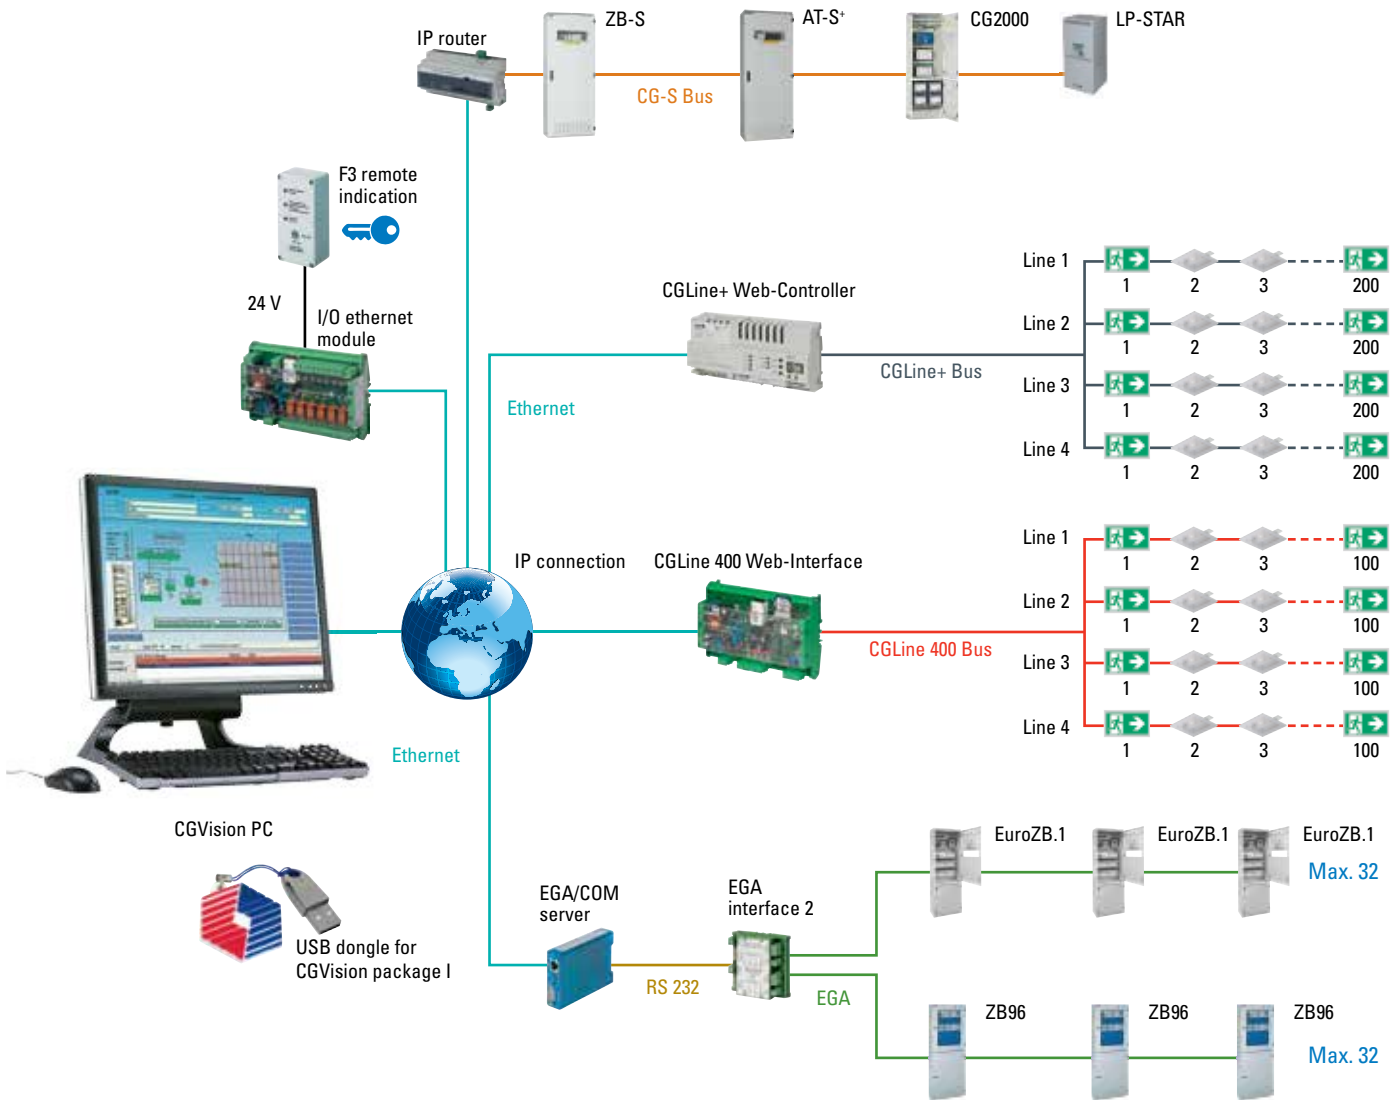 ZB-S
AT-S+
CG2000
LP-STAR
IP router
CG-S Bus
F3 remote
indication
24 V
I/O ethernet
module
CGLine+ Web-Controller
CGLine+ Bus
Ethernet
Line 1
1 2 3 200
Line 2
1 2 3 200
Line 3
1 2 3 200
Line 4
1 2 3 200
IP connection
CGLine 400 Web-Interface
CGLine 400 Bus
Line 1
1 2 3 100
Line 2
1 2 3 100
Line 3
1 2 3 100
Line 4
1 2 3 100
Ethernet
CGVision PC
USB dongle for
CGVision package I
EGA/COM
server
RS 232
EGA
interface 2
EGA
EuroZB.1
EuroZB.1
EuroZB.1
Max. 32
ZB96
ZB96
ZB96
Max. 32